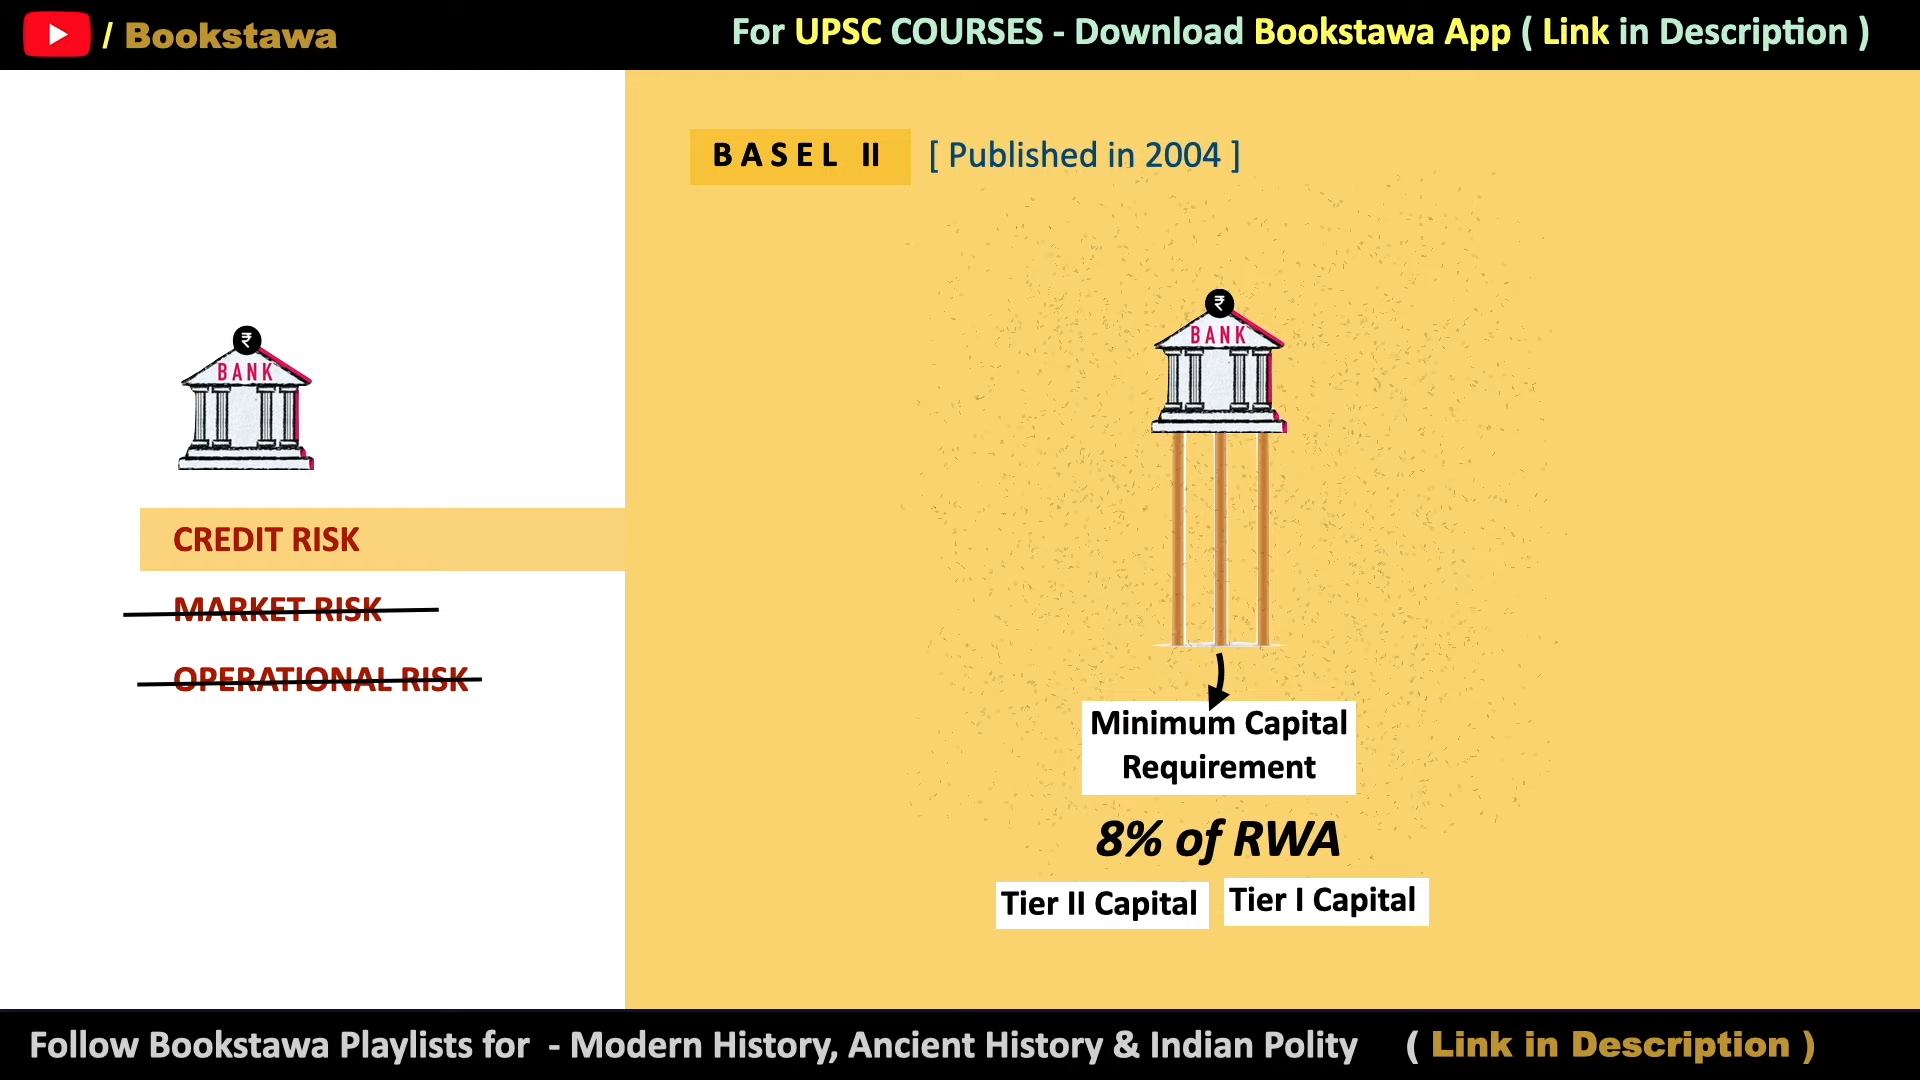 / Bookstawa
For UPSC COURSES - Download Bookstawa App ( Link in Description )
BASEL II [ Published in 2004 ]
₹
BANK
₹
BANK
CREDIT RISK
MARKET RISK
OPERATIONAL RISK
Minimum Capital
Requirement
8% of RWA
Tier II Capital Tier I Capital
Follow Bookstawa Playlists for - Modern History, Ancient History & Indian Polity ( Link in Description )